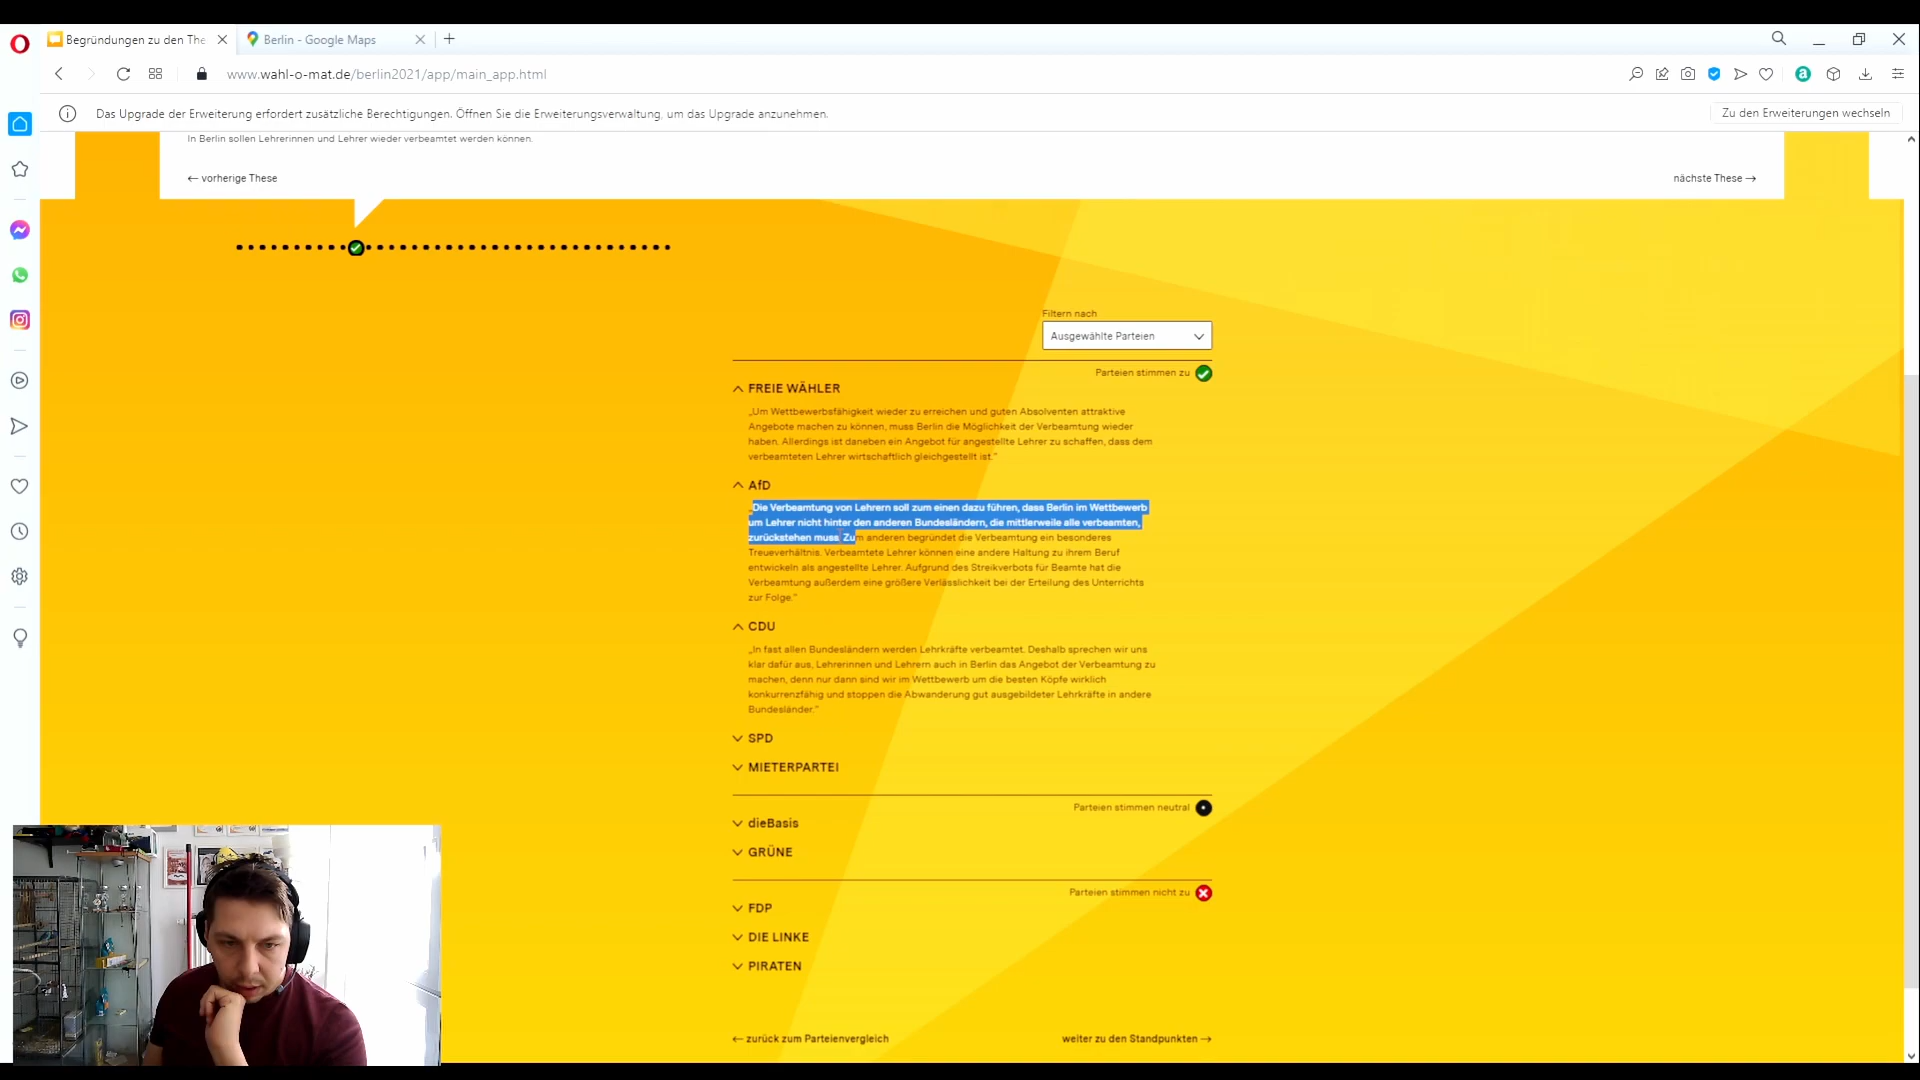 Begründungen zu den The
Berlin - Google Maps
www.wahl-o-mat.de/berlin2021/app/main_app.html
Das Upgrade der Erweiterung erfordert zusätzliche Berechtigungen. Öffnen Sie die Erweiterungsverwaltung, um das Upgrade anzunehmen.
Zu den Erweiterungen wechseln
In Berlin sollen Lehrerinnen und Lehrer wieder verbeamtet werden können.
← vorherige These
nächste These →
Filtern nach
Ausgewählte Parteien
Parteien stimmen zu
FREIE WÄHLER
„Um Wettbewerbsfähigkeit wieder zu erreichen und guten Absolventen attraktive
Angebote machen zu können, muss Berlin die Möglichkeit der Verbeamtung wieder
haben. Allerdings ist daneben ein Angebot für angestellte Lehrer zu schaffen, dass dem
verbeamteten Lehrer wirtschaftlich gleichgestellt ist.“
AfD
„Die Verbeamtung von Lehrern soll zum einen dazu führen, dass Berlin im Wettbewerb
um Lehrer nicht hinter den anderen Bundesländern, die mittlerweile alle verbeamten,
zurückstehen muss. Zum anderen begründet die Verbeamtung ein besonderes
Treueverhältnis. Verbeamtete Lehrer können eine andere Haltung zu ihrem Beruf
entwickeln als angestellte Lehrer. Aufgrund des Streikverbots für Beamte hat die
Verbeamtung außerdem eine größere Verlässlichkeit bei der Erteilung des Unterrichts
zur Folge.“
CDU
„In fast allen Bundesländern werden Lehrkräfte verbeamtet. Deshalb sprechen wir uns
klar dafür aus, Lehrerinnen und Lehrern auch in Berlin das Angebot der Verbeamtung zu
machen, denn nur dann sind wir im Wettbewerb um die besten Köpfe wirklich
konkurrenzfähig und stoppen die Abwanderung gut ausgebildeter Lehrkräfte in andere
Bundesländer.“
SPD
MIETERPARTEI
Parteien stimmen neutral
dieBasis
GRÜNE
Parteien stimmen nicht zu
FDP
DIE LINKE
PIRATEN
← zurück zum Parteienvergleich
weiter zu den Standpunkten →